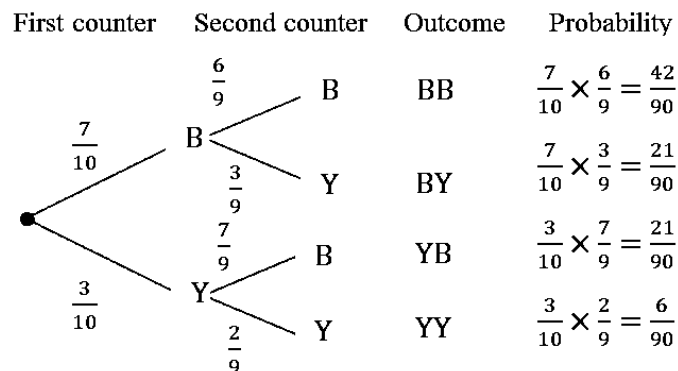 First counter Second counter Outcome Probability
6/9 B BB 7/10 × 6/9 = 42/90
7/10 B
3/9 Y BY 7/10 × 3/9 = 21/90
7/9 B YB 3/10 × 7/9 = 21/90
3/10 Y
2/9 Y YY 3/10 × 2/9 = 6/90